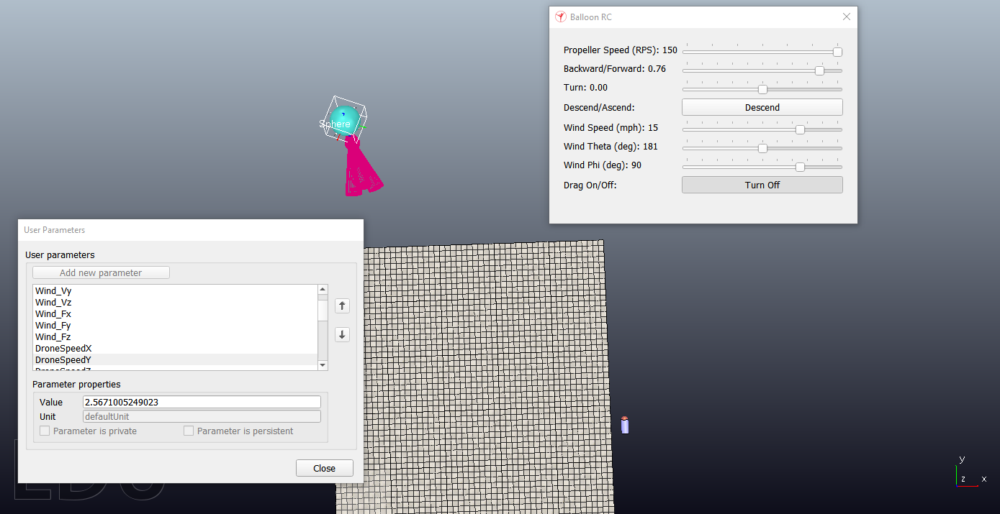 Balloon RC
Propeller Speed (RPS): 150
Backward/Forward: 0.76
Turn: 0.00
Descend/Ascend: Descend
Wind Speed (mph): 15
Wind Theta (deg): 181
Wind Phi (deg): 90
Drag On/Off: Turn Off
Sphere
User Parameters
User parameters
Add new parameter
Wind_Vy
Wind_Vz
Wind_Fx
Wind_Fy
Wind_Fz
DroneSpeedX
DroneSpeedY
DroneSpeedZ
Parameter properties
Value 2.5671005249023
Unit defaultUnit
Parameter is private Parameter is persistent
Close
y
z x